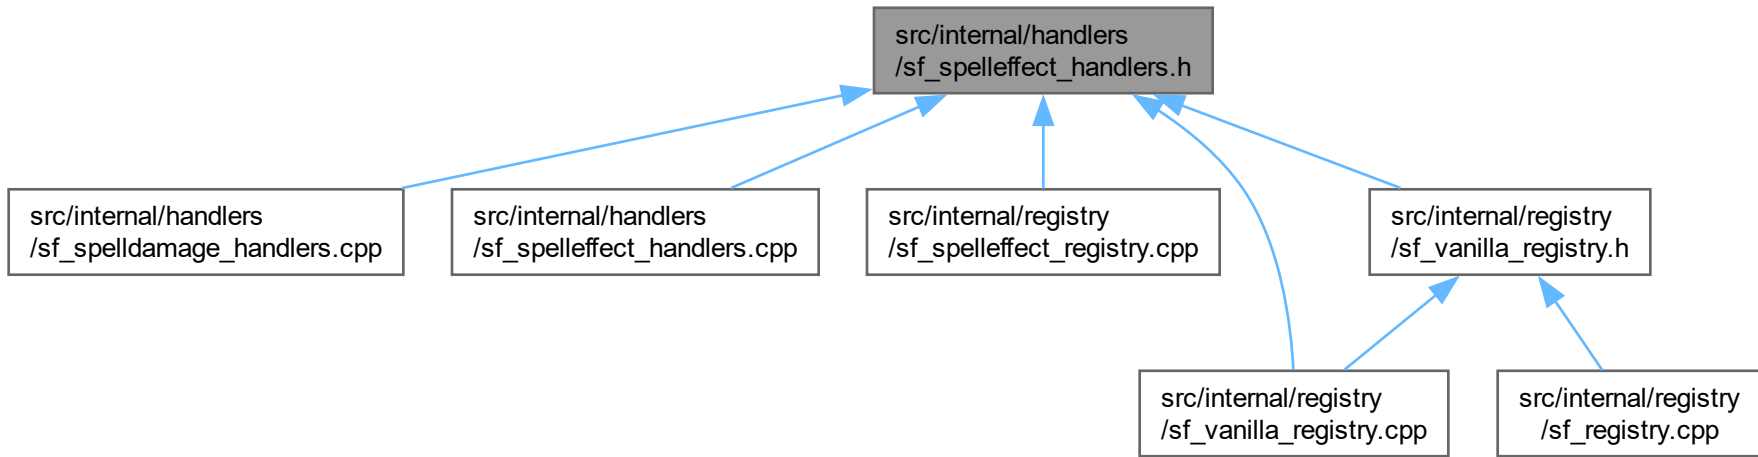 src/internal/handlers
/sf_spelleffect_handlers.h
src/internal/handlers
/sf_spelldamage_handlers.cpp
src/internal/handlers
/sf_spelleffect_handlers.cpp
src/internal/registry
/sf_spelleffect_registry.cpp
src/internal/registry
/sf_vanilla_registry.h
src/internal/registry
/sf_vanilla_registry.cpp
src/internal/registry
/sf_registry.cpp